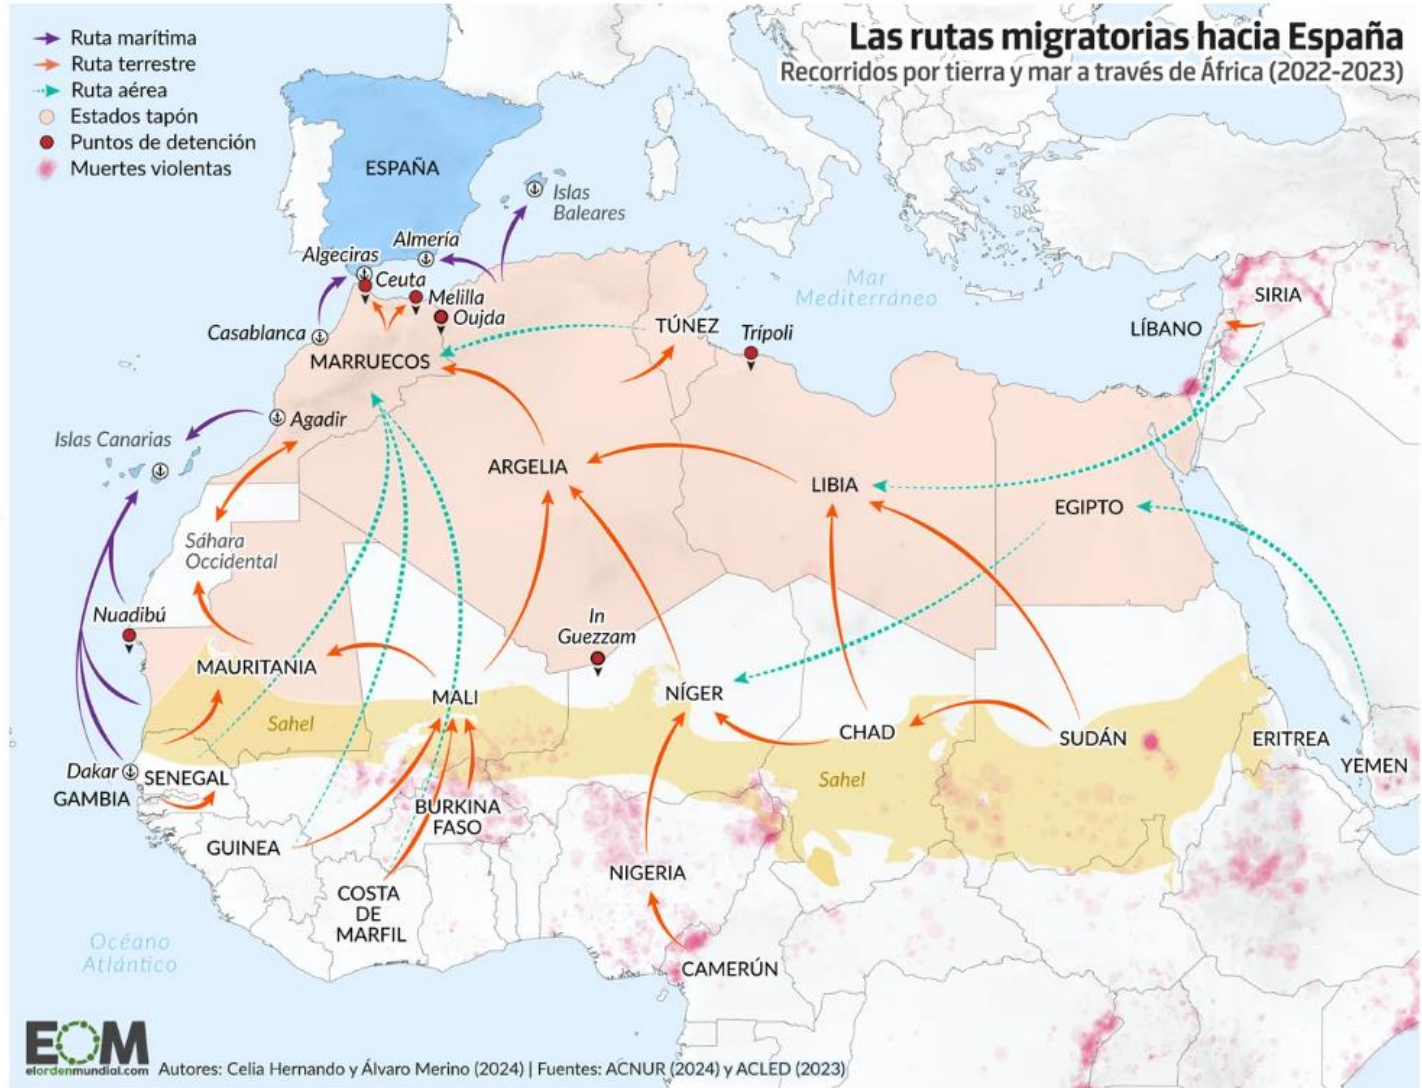 Las rutas migratorias hacia España
Recorridos por tierra y mar a través de África (2022-2023)
Ruta marítima
Ruta terrestre
Ruta aérea
Estados tapón
Puntos de detención
Muertes violentas
ESPAÑA
Islas
Baleares
Almería
Algeciras
Ceuta
Melilla
Oujda
Casablanca
MARRUECOS
TÚNEZ
Trípoli
Mar
Mediterráneo
SIRIA
LÍBANO
Agadir
Islas Canarias
ARGELIA
LIBIA
EGIPTO
Sáhara
Occidental
Nuadibú
In
Guezzam
MAURITANIA
MALI
NÍGER
Sahel
CHAD
SUDÁN
ERITREA
YEMEN
Dakar
SENEGAL
GAMBIA
Sahel
BURKINA
FASO
GUINEA
NIGERIA
COSTA
DE
MARFIL
CAMERÚN
Océano
Atlántico
EOM
elordenmundial.com
Autores: Celia Hernando y Álvaro Merino (2024) | Fuentes: ACNUR (2024) y ACLED (2023)